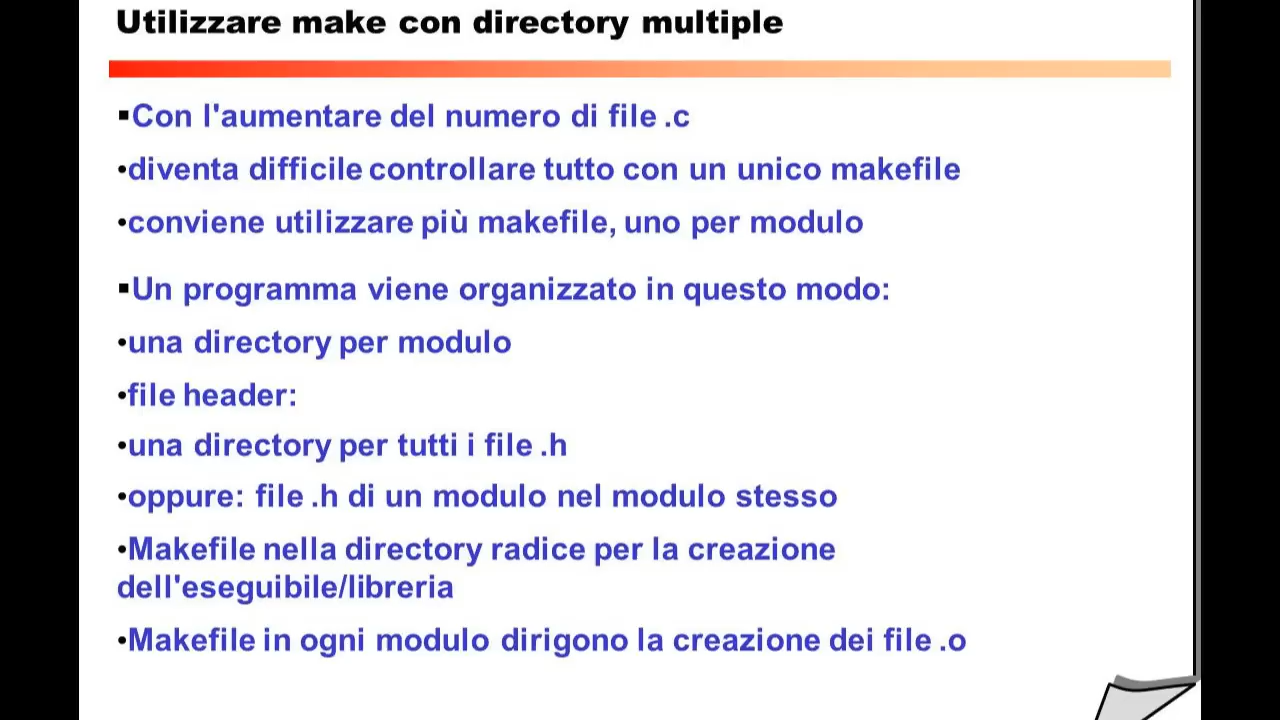 Utilizzare make con directory multiple
▪Con l'aumentare del numero di file .c
•diventa difficile controllare tutto con un unico makefile
•conviene utilizzare più makefile, uno per modulo
▪Un programma viene organizzato in questo modo:
•una directory per modulo
•file header:
•una directory per tutti i file .h
•oppure: file .h di un modulo nel modulo stesso
•Makefile nella directory radice per la creazione
dell'eseguibile/libreria
•Makefile in ogni modulo dirigono la creazione dei file .o